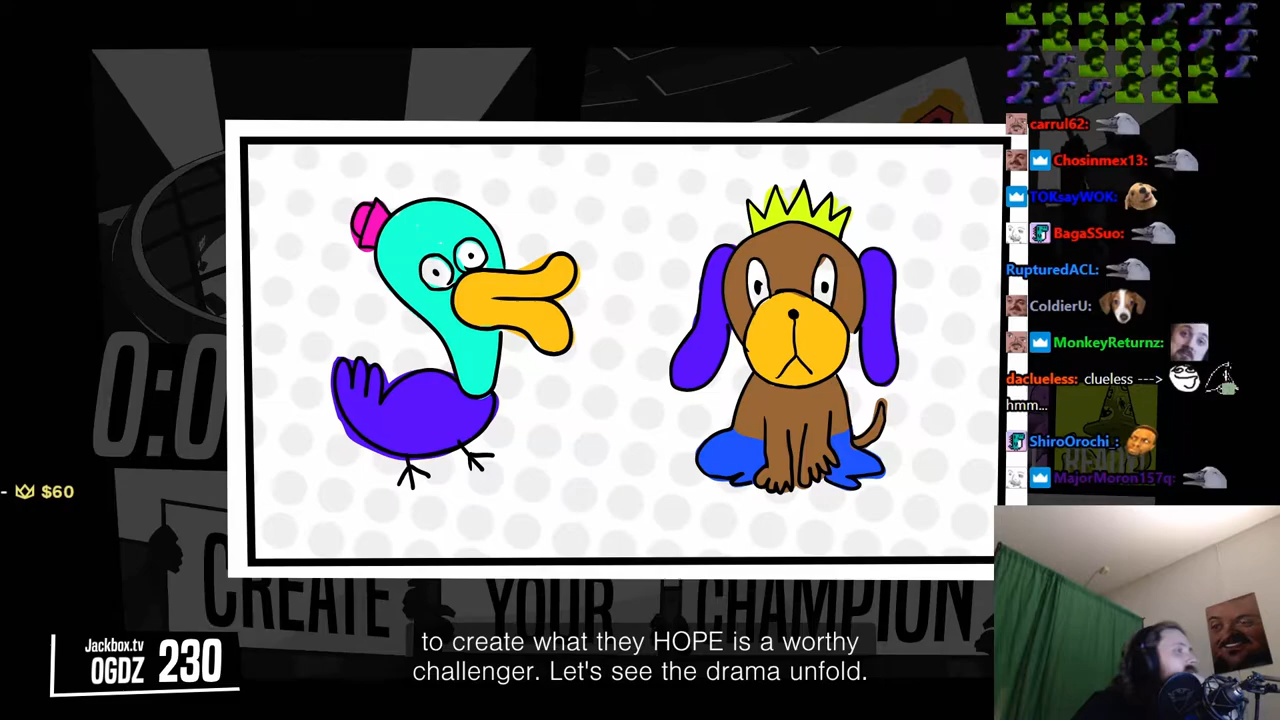 carrul62:
Chosinmex13:
TOKsayWOK:
BagaSSuo:
RupturedACL:
ColdierU:
MonkeyReturnz:
daclueless: clueless --->
hmm...
ShiroOrochi :
MajorMoron157q:
0:0
- $60
CREATE YOUR CHAMPION
to create what they HOPE is a worthy
challenger. Let's see the drama unfold.
Jackbox.tv
OGDZ 230